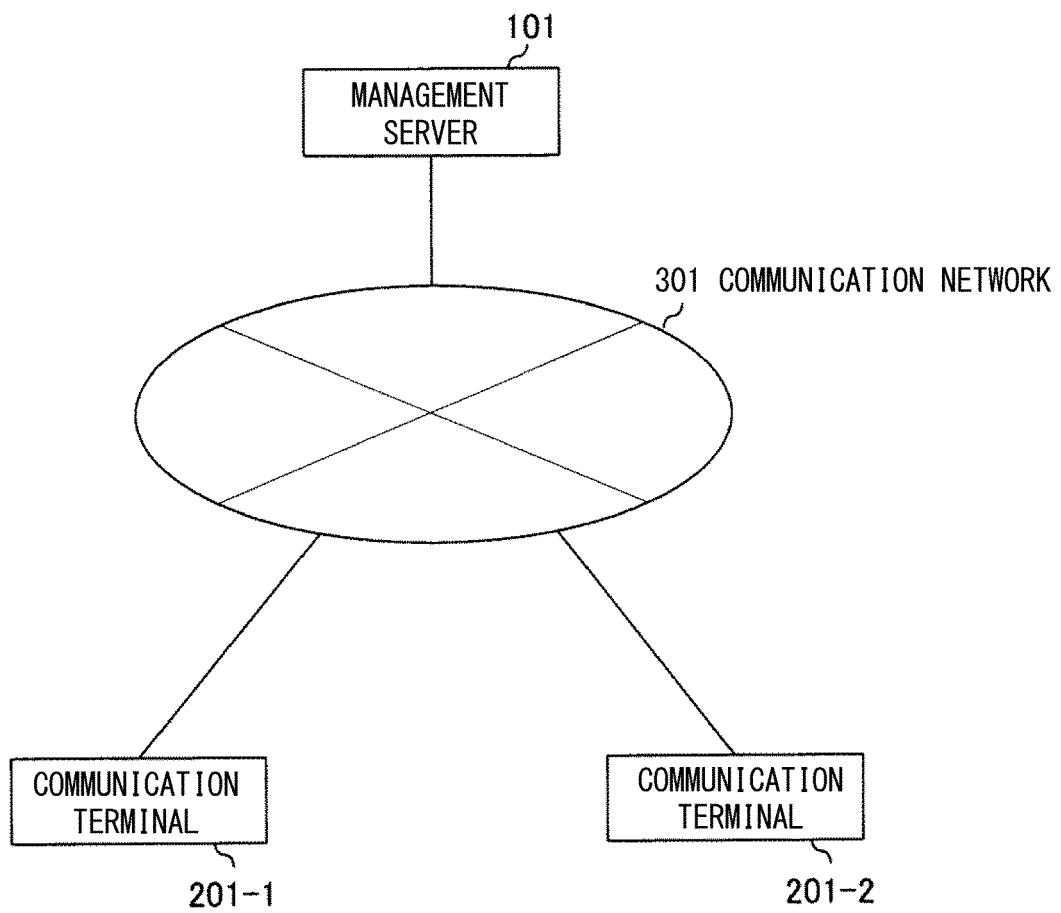 101
MANAGEMENT
SERVER
301 COMMUNICATION NETWORK
COMMUNICATION
TERMINAL
201-1
COMMUNICATION
TERMINAL
201-2